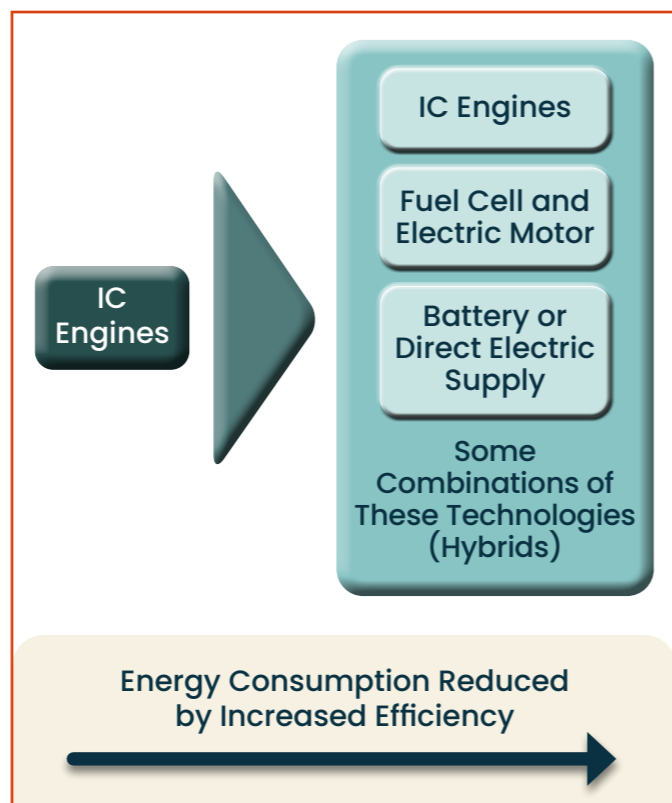 IC
Engines
IC Engines
Fuel Cell and
Electric Motor
Battery or
Direct Electric
Supply
Some
Combinations of
These Technologies
(Hybrids)
Energy Consumption Reduced
by Increased Efficiency